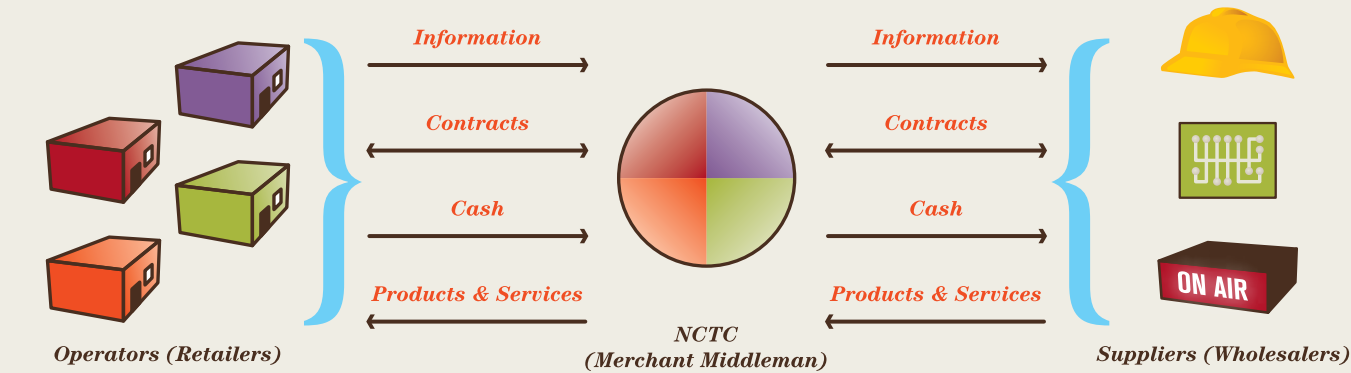 Information
Information
Contracts
Contracts
Cash
Cash
Products & Services
Products & Services
ON AIR
NCTC
(Merchant Middleman)
Operators (Retailers)
Suppliers (Wholesalers)